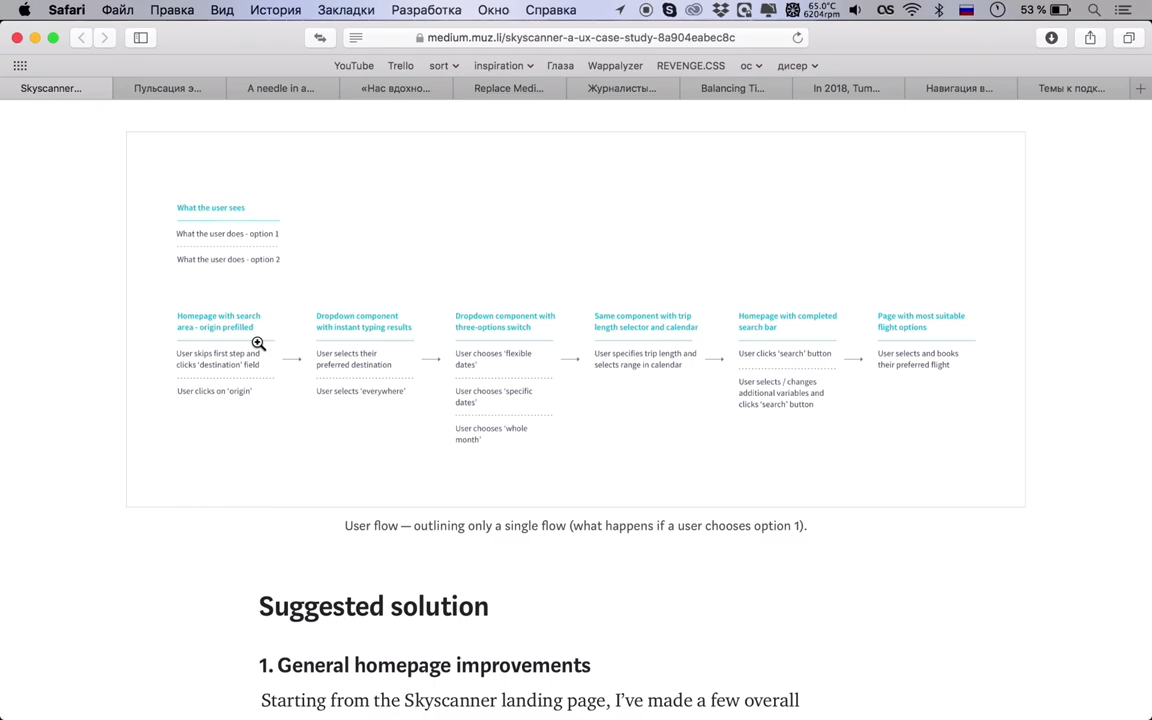 Safari Файл Правка Вид История Закладки Разработка Окно Справка 65.0°C 6204rpm 53 %
medium.muz.li/skyscanner-a-ux-case-study-8a904eabec8c
YouTube Trello sort inspiration Глаза Wappalyzer REVENGE.CSS ос дисер
Skyscanner... Пульсация э... A needle in a... «Нас вдохно... Replace Medi... Журналисты... Balancing Ti... In 2018, Tum... Навигация в... Темы к подк...
What the user sees
What the user does - option 1
What the user does - option 2
Homepage with search
area - origin prefilled
User skips first step and
clicks ‘destination’ field
User clicks on ‘origin’
Dropdown component
with instant typing results
User selects their
preferred destination
User selects ‘everywhere’
Dropdown component with
three-options switch
User chooses ‘flexible
dates’
User chooses ‘specific
dates’
User chooses ‘whole
month’
Same component with trip
length selector and calendar
User specifies trip length and
selects range in calendar
Homepage with completed
search bar
User clicks ‘search’ button
User selects / changes
additional variables and
clicks ‘search’ button
Page with most suitable
flight options
User selects and books
their preferred flight
User flow — outlining only a single flow (what happens if a user chooses option 1).
Suggested solution
1. General homepage improvements
Starting from the Skyscanner landing page, I’ve made a few overall